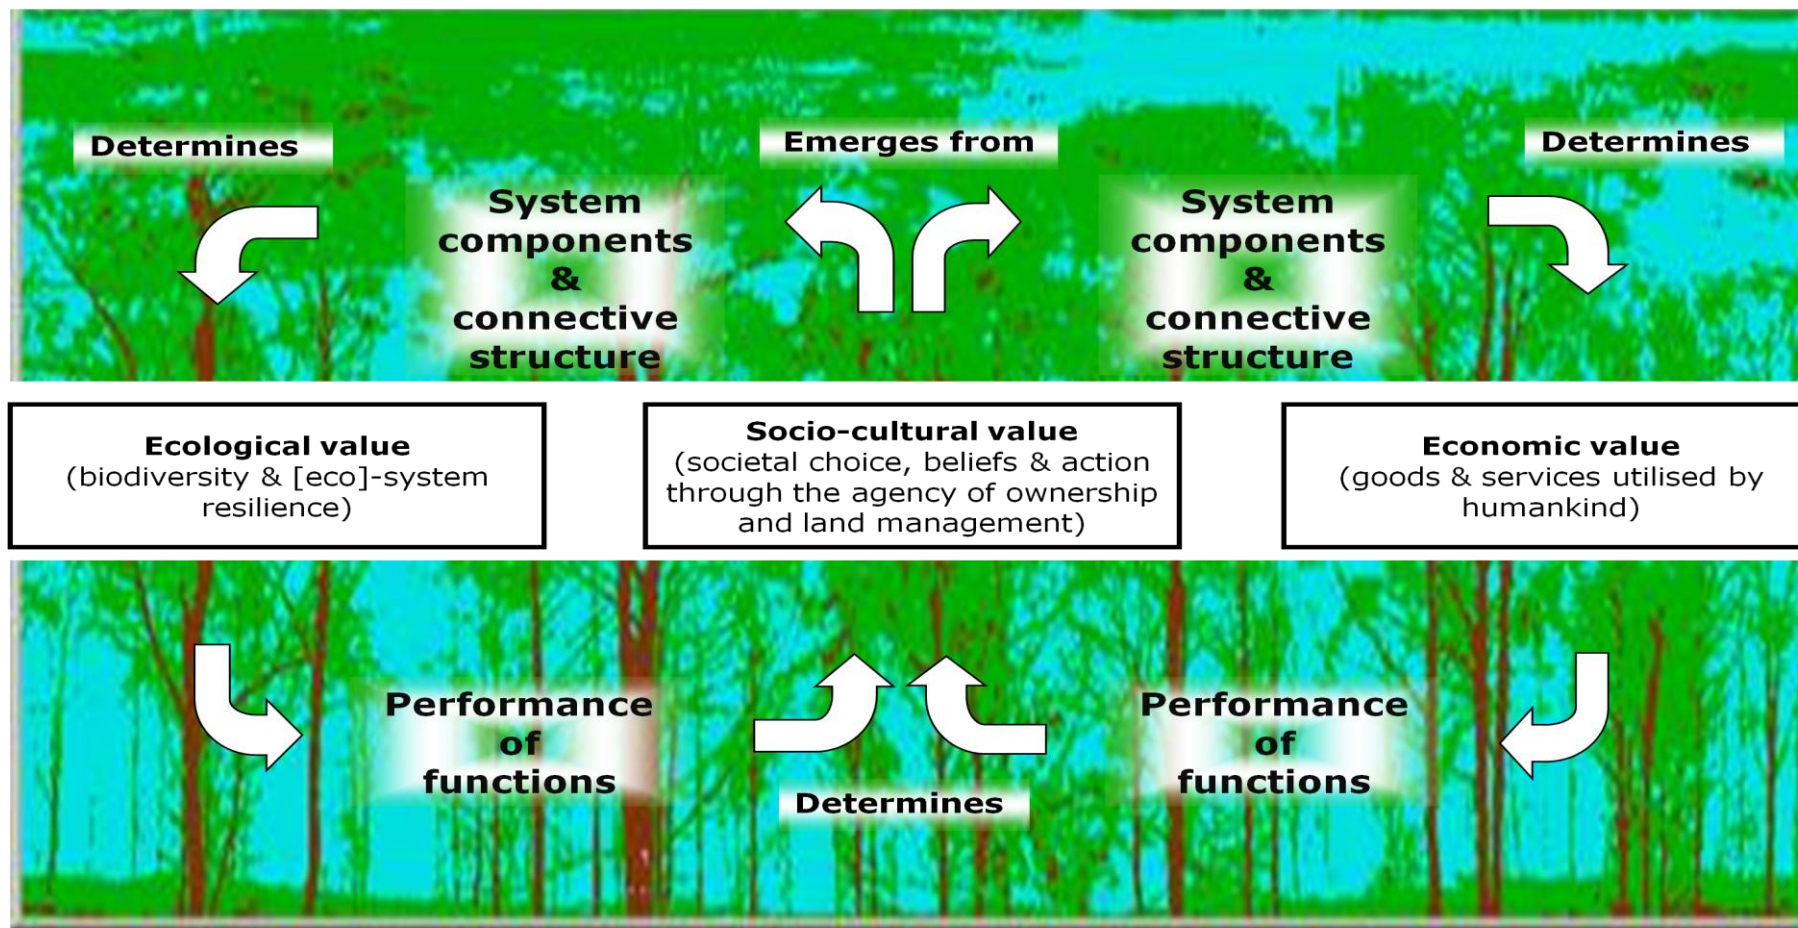 Determines
Emerges from
Determines
System
components
&
connective
structure
System
components
&
connective
structure
Ecological value
(biodiversity & [eco]-system
resilience)
Socio-cultural value
(societal choice, beliefs & action
through the agency of ownership
and land management)
Economic value
(goods & services utilised by
humankind)
Performance
of
functions
Performance
of
functions
Determines